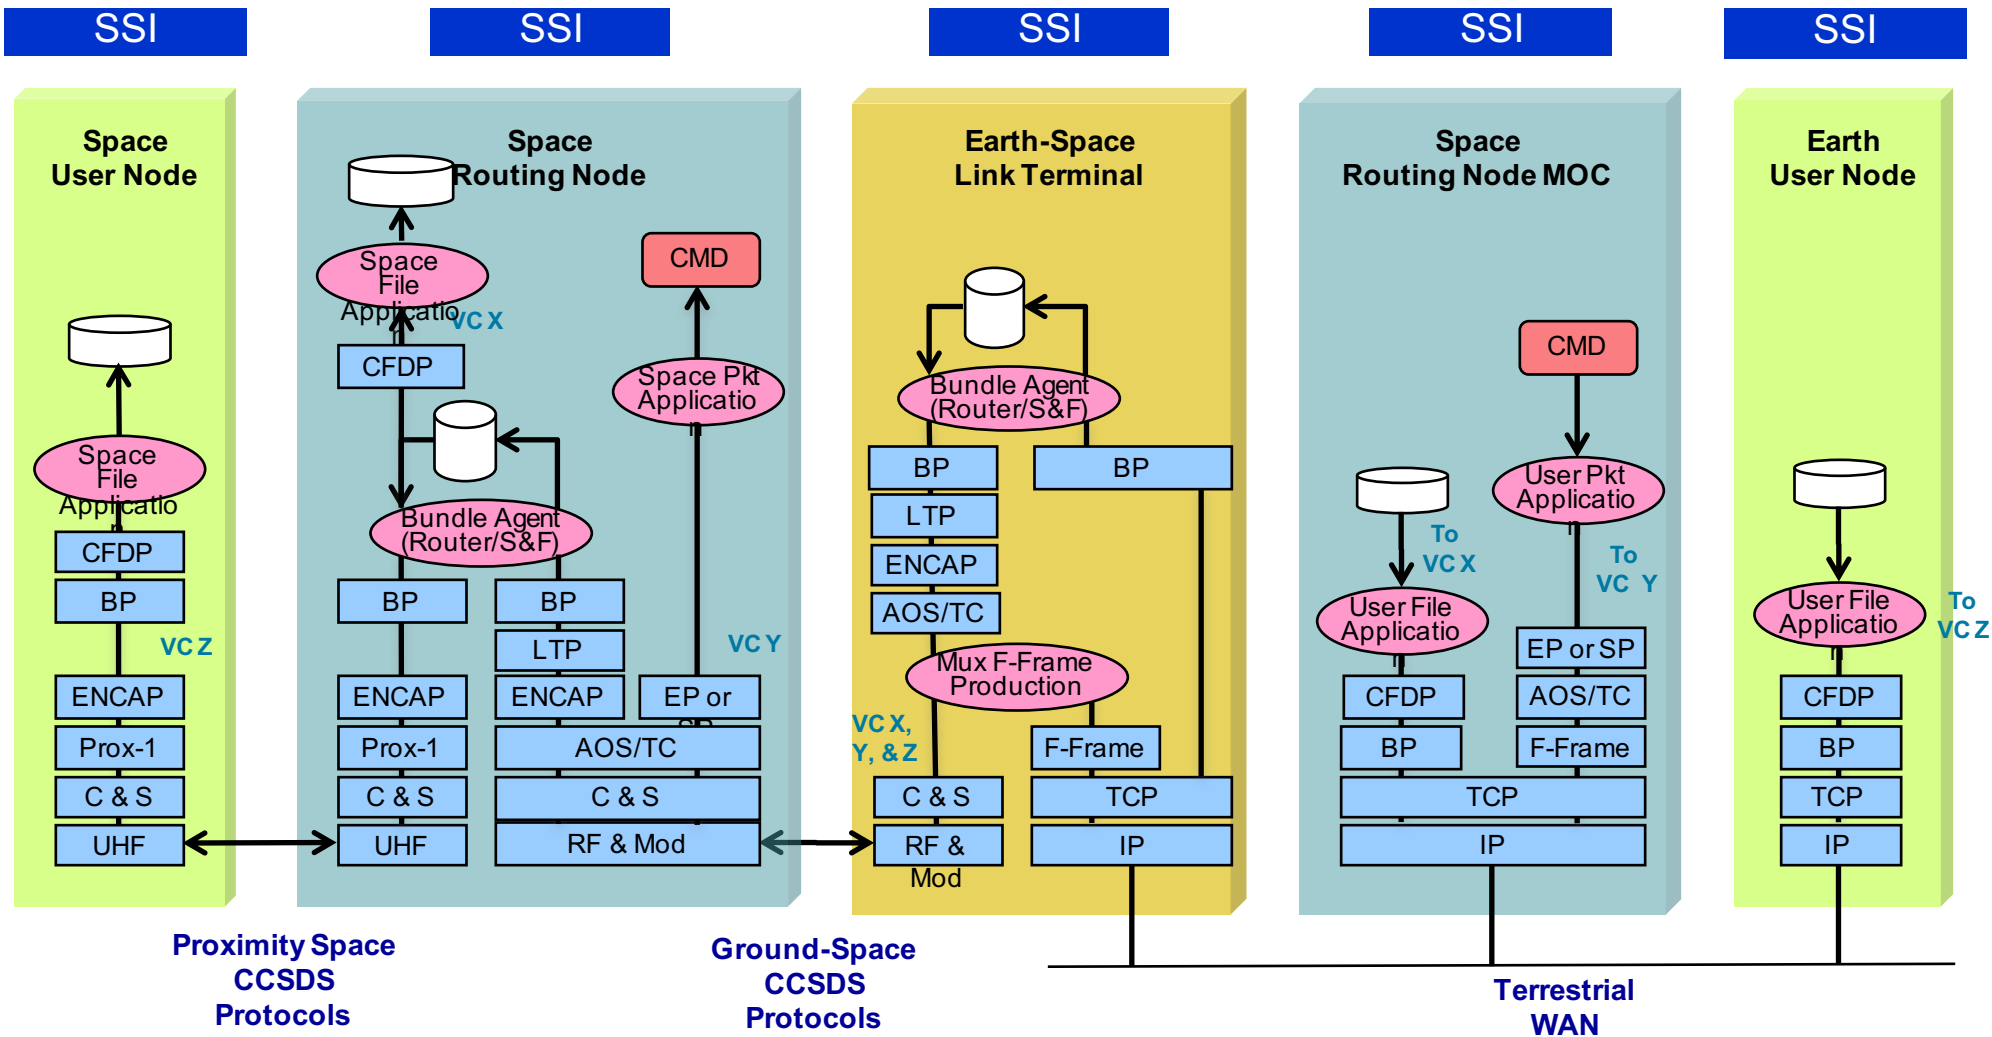 SSI
SSI
SSI
SSI
SSI
Space
User Node
Space
File
Applicatio
n
CFDP
BP
VC Z
ENCAP
Prox-1
C & S
UHF
Space
Routing Node
Space
File
Applicatio
VC X
CFDP
Bundle Agent
(Router/S&F)
BP
ENCAP
Prox-1
C & S
UHF
BP
LTP
ENCAP
CMD
Space Pkt
Applicatio
n
VC Y
EP or
SP
AOS/TC
C & S
RF & Mod
Earth-Space
Link Terminal
Bundle Agent
(Router/S&F)
BP
BP
LTP
ENCAP
AOS/TC
Mux F-Frame
Production
VC X,
Y, & Z
F-Frame
C & S
TCP
RF &
Mod
IP
Space
Routing Node MOC
CMD
User Pkt
Applicatio
n
To
VC X
To
VC Y
User File
Applicatio
n
EP or SP
CFDP
AOS/TC
BP
F-Frame
TCP
IP
Earth
User Node
User File
Applicatio
n
To
VC Z
CFDP
BP
TCP
IP
Proximity Space
CCSDS
Protocols
Ground-Space
CCSDS
Protocols
Terrestrial
WAN